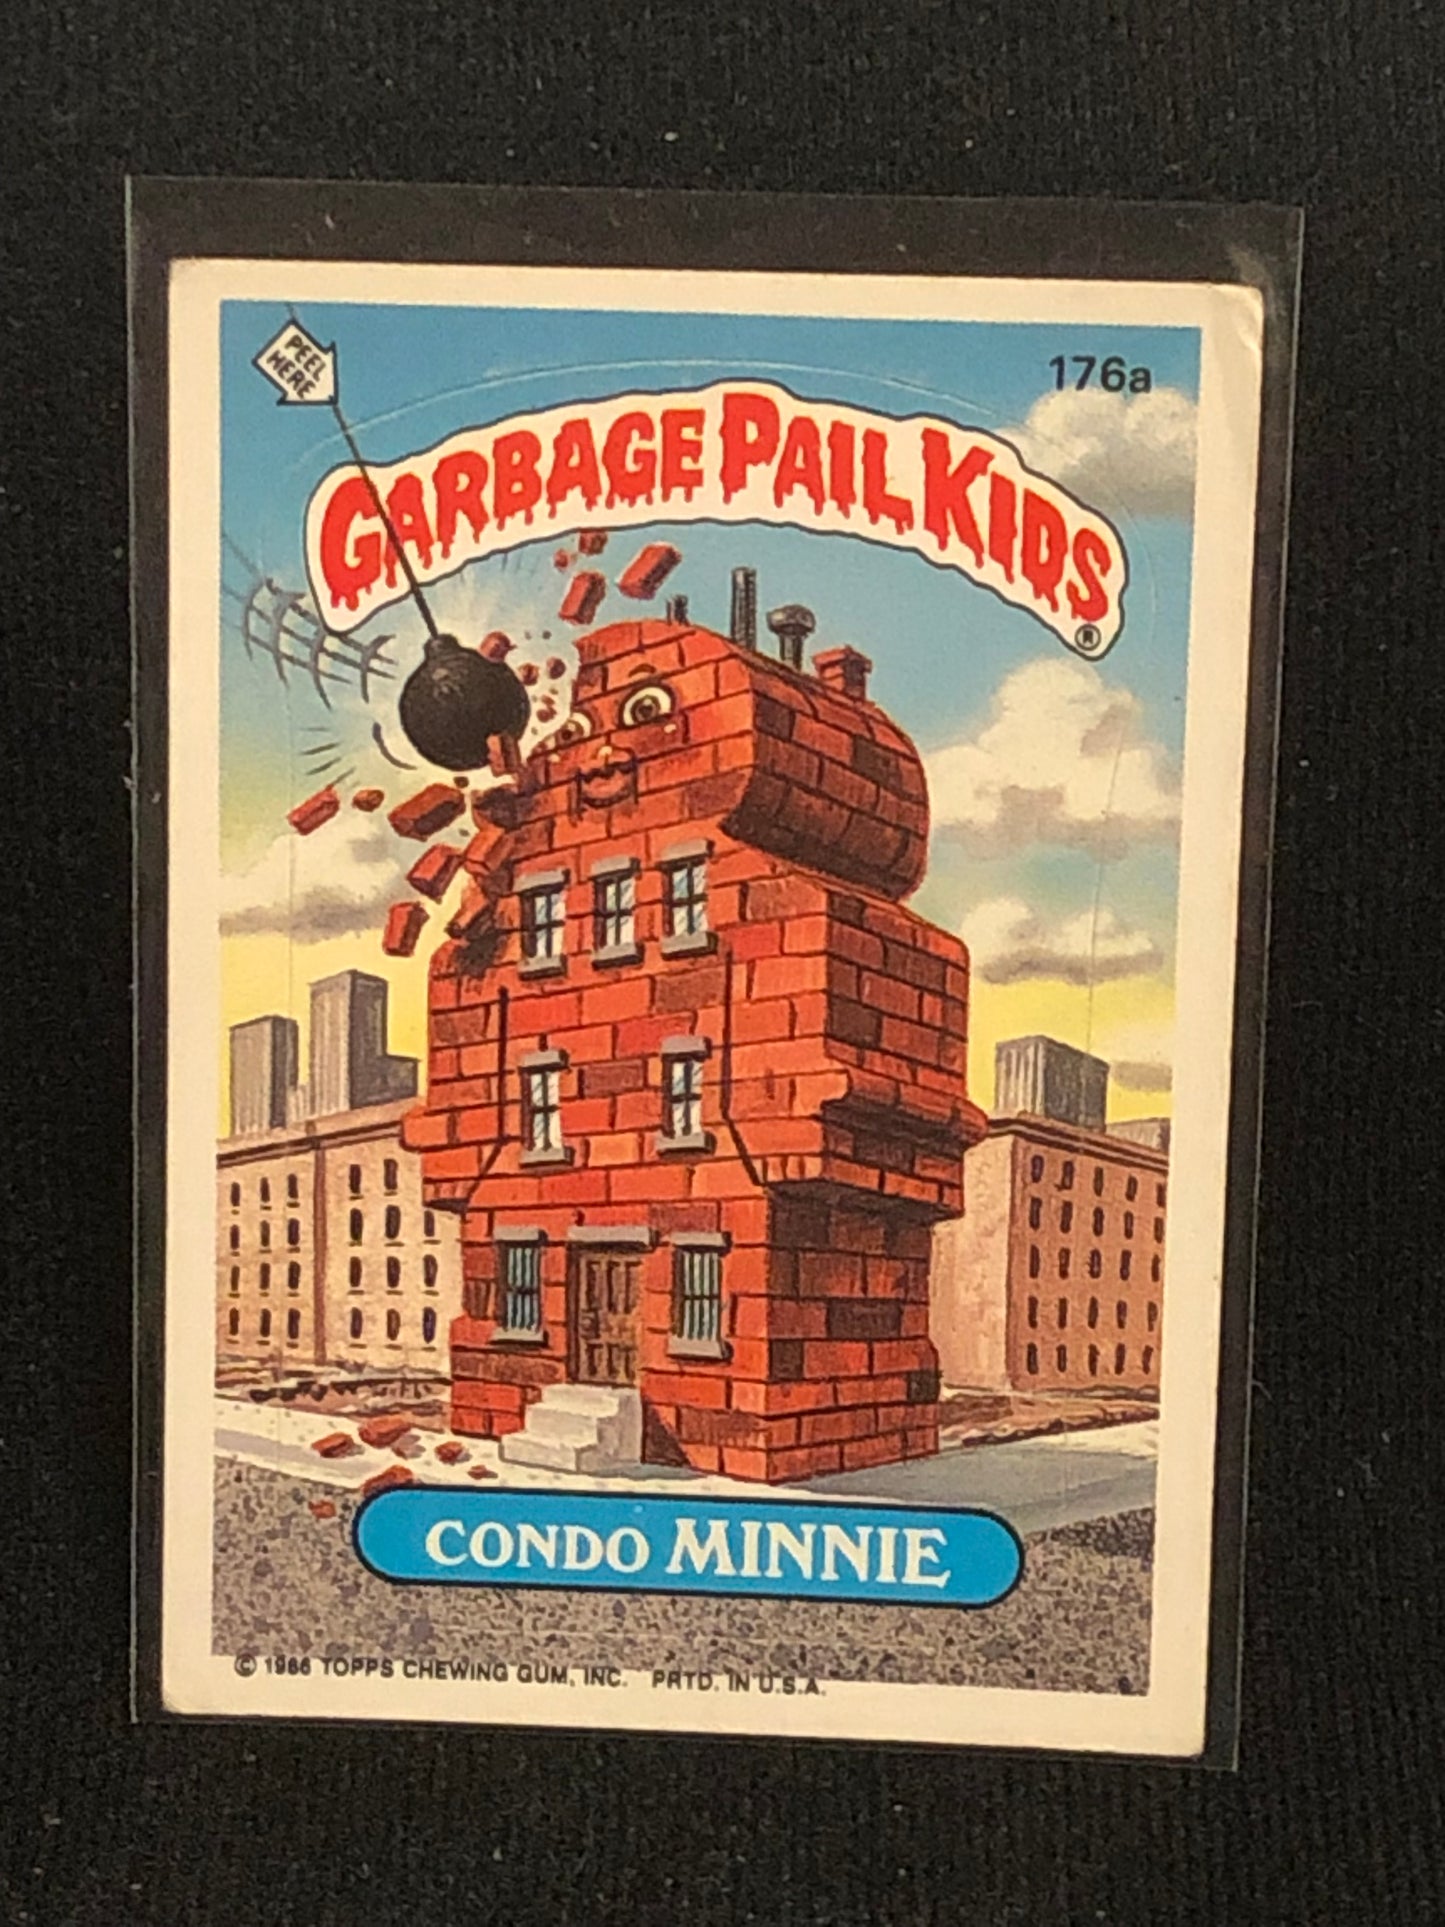 PEEL
HERE
176a
GARBAGE PAIL KIDS ®
CONDO MINNIE
© 1986 TOPPS CHEWING GUM, INC. PRTD. IN U.S.A.